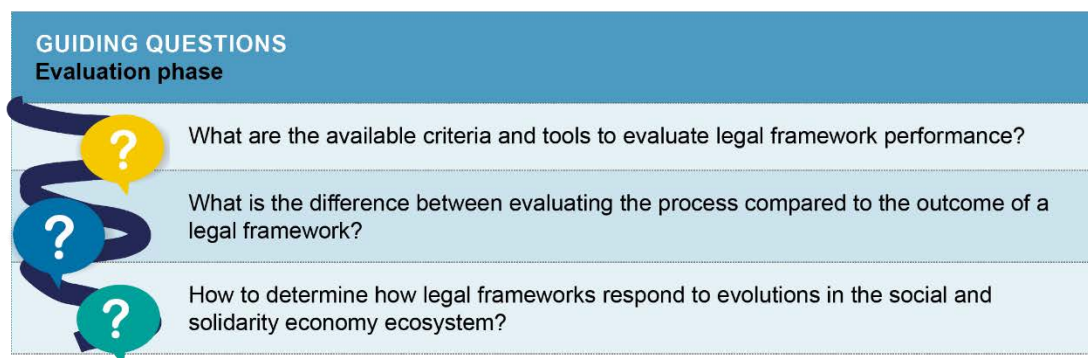 GUIDING QUESTIONS
Evaluation phase
?
What are the available criteria and tools to evaluate legal framework performance?
?
What is the difference between evaluating the process compared to the outcome of a
legal framework?
?
How to determine how legal frameworks respond to evolutions in the social and
solidarity economy ecosystem?